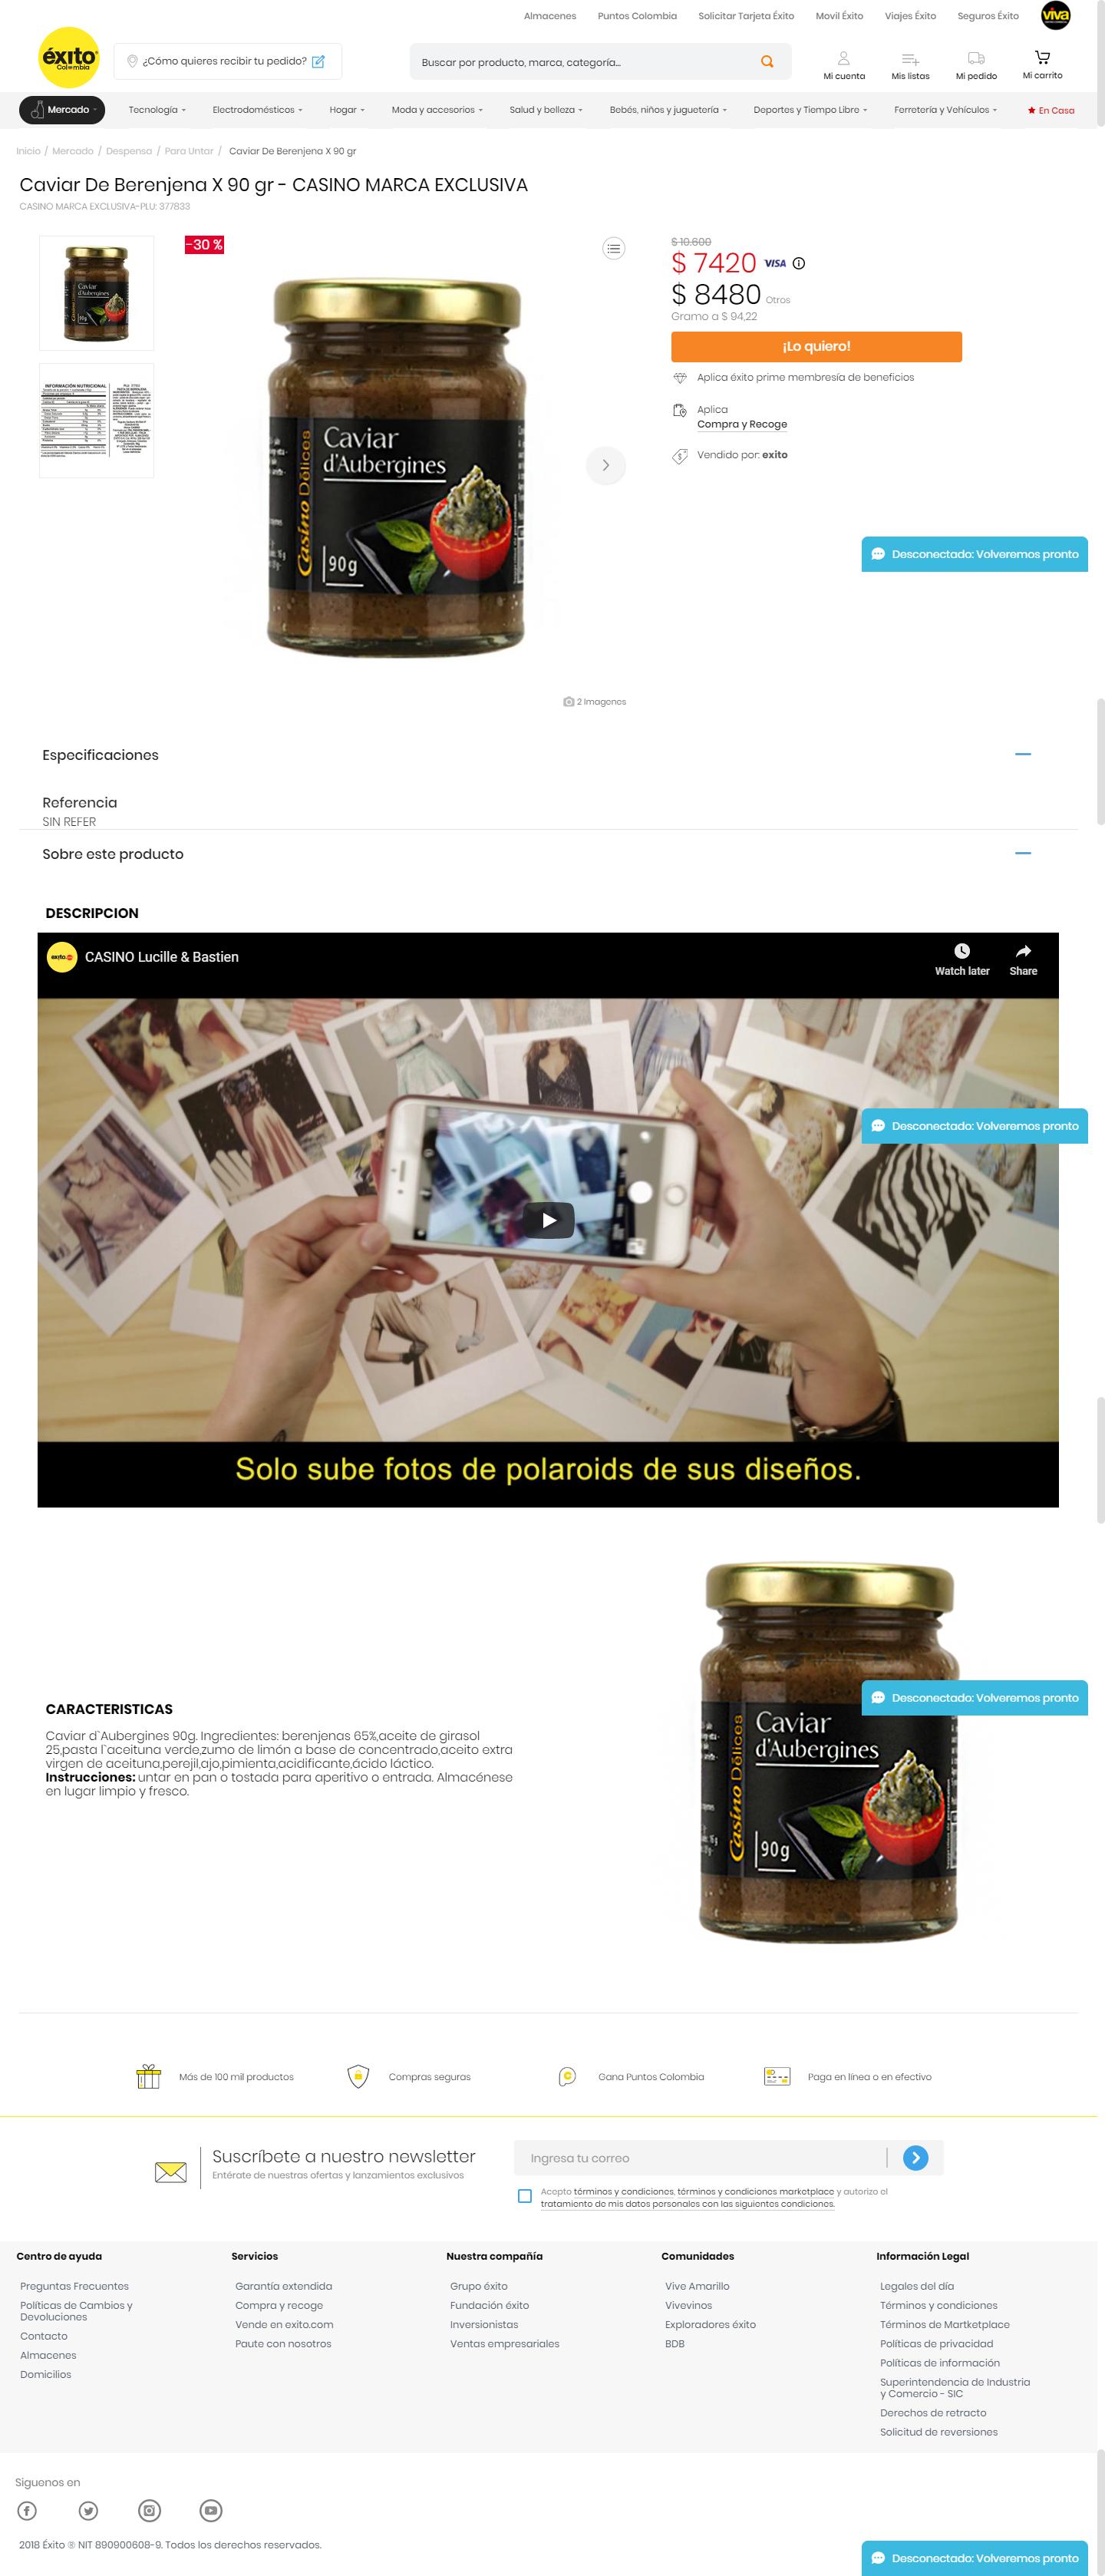 Almacenes Puntos Colombia Solicitar Tarjeta Éxito Movil Éxito Viajes Éxito Seguros Éxito viva
éxito
Colombia
¿Cómo quieres recibir tu pedido?
Buscar por producto, marca, categoría...
Mi cuenta Mis listas Mi pedido Mi carrito
Mercado Tecnología Electrodomésticos Hogar Moda y accesorios Salud y belleza Bebés, niños y juguetería Deportes y Tiempo Libre Ferretería y Vehículos En Casa
Inicio / Mercado / Despensa / Para Untar / Caviar De Berenjena X 90 gr
Caviar De Berenjena X 90 gr - CASINO MARCA EXCLUSIVA
CASINO MARCA EXCLUSIVA-PLU: 377833
-30 %
Caviar
d'Aubergines
Casino Délices
90g
INFORMACIÓN NUTRICIONAL
Caviar
d'Aubergines
Casino Délices
90g
$ 10.600
$ 7420 VISA
$ 8480 Otros
Gramo a $ 94,22
¡Lo quiero!
Aplica éxito prime membresía de beneficios
Aplica
Compra y Recoge
Vendido por: exito
Desconectado: Volveremos pronto
2 Imagenes
Especificaciones
Referencia
SIN REFER
Sobre este producto
DESCRIPCION
CASINO Lucille & Bastien
Watch later Share
Desconectado: Volveremos pronto
Solo sube fotos de polaroids de sus diseños.
CARACTERISTICAS
Caviar d`Aubergines 90g. Ingredientes: berenjenas 65%,aceite de girasol
25,pasta l`aceituna verde,zumo de limón a base de concentrado,aceito extra
virgen de aceituna,perejil,ajo,pimienta,acidificante,ácido láctico.
Instrucciones: untar en pan o tostada para aperitivo o entrada. Almacénese
en lugar limpio y fresco.
Desconectado: Volveremos pronto
Caviar
d'Aubergines
Casino Délices
90g
Más de 100 mil productos Compras seguras Gana Puntos Colombia Paga en línea o en efectivo
Suscríbete a nuestro newsletter
Entérate de nuestras ofertas y lanzamientos exclusivos
Ingresa tu correo
Acepto términos y condiciones, términos y condiciones marketplace y autorizo el
tratamiento de mis datos personales con las siguientes condiciones.
Centro de ayuda
Preguntas Frecuentes
Políticas de Cambios y
Devoluciones
Contacto
Almacenes
Domicilios
Servicios
Garantía extendida
Compra y recoge
Vende en exito.com
Paute con nosotros
Nuestra compañía
Grupo éxito
Fundación éxito
Inversionistas
Ventas empresariales
Comunidades
Vive Amarillo
Vivevinos
Exploradores éxito
BDB
Información Legal
Legales del día
Términos y condiciones
Términos de Martketplace
Políticas de privacidad
Políticas de información
Superintendencia de Industria
y Comercio - SIC
Derechos de retracto
Solicitud de reversiones
Siguenos en
2018 Éxito ® NIT 890900608-9. Todos los derechos reservados.
Desconectado: Volveremos pronto